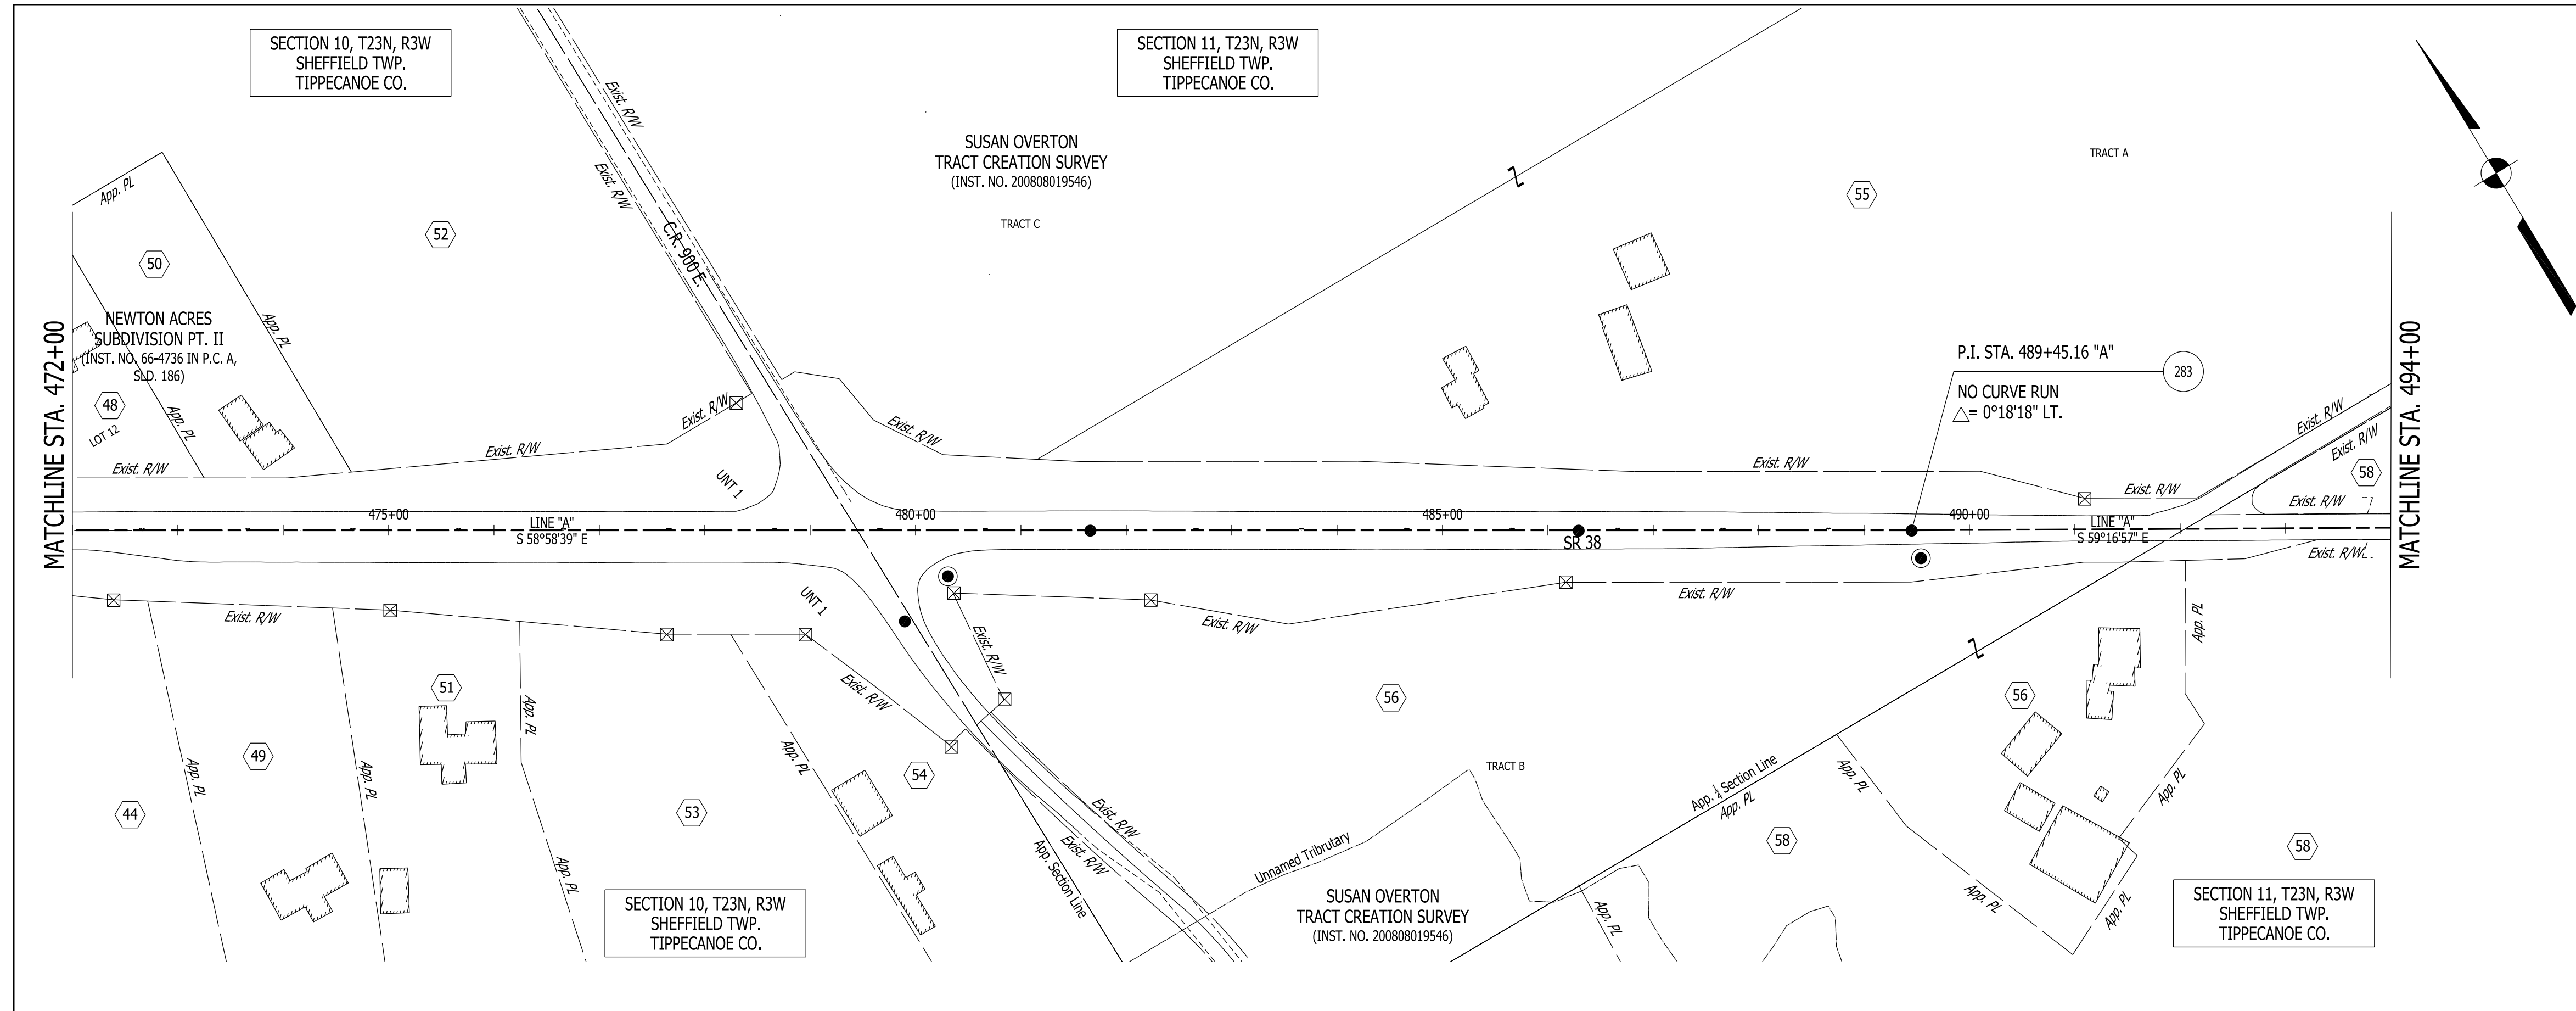 SECTION 10, T23N, R3W
SHEFFIELD TWP.
TIPPECANOE CO.
SECTION 11, T23N, R3W
SHEFFIELD TWP.
TIPPECANOE CO.
Exist. R/W
Exist. R/W
SUSAN OVERTON
TRACT CREATION SURVEY
(INST. NO. 200808019546)
TRACT C
TRACT A
55
App. PL
52
50
C.R. 900 E.
NEWTON ACRES
SUBDIVISION PT. II
(INST. NO. 66-4736 IN P.C. A,
SLD. 186)
App. PL
48
LOT 12
App. PL
MATCHLINE STA. 472+00
MATCHLINE STA. 494+00
P.I. STA. 489+45.16 "A"
283
NO CURVE RUN
△= 0°18'18" LT.
Exist. R/W
Exist. R/W
Exist. R/W
Exist. R/W
Exist. R/W
Exist. R/W
Exist. R/W
58
Exist. R/W
Exist. R/W
UNT 1
475+00
480+00
485+00
490+00
LINE "A"
S 58°58'39" E
LINE "A"
S 59°16'57" E
SR 38
Exist. R/W
UNT 1
Exist. R/W
Exist. R/W
Exist. R/W
Exist. R/W
Exist. R/W
App. PL
51
56
56
App. PL
49
App. PL
App. PL
App. PL
54
TRACT B
App. ¼ Section Line
App. PL
App. PL
App. PL
44
53
Exist. R/W
Exist. R/W
58
58
App. PL
App. Section Line
Unnamed Tribrutary
SECTION 10, T23N, R3W
SHEFFIELD TWP.
TIPPECANOE CO.
SUSAN OVERTON
TRACT CREATION SURVEY
(INST. NO. 200808019546)
App. PL
App. PL
App. PL
SECTION 11, T23N, R3W
SHEFFIELD TWP.
TIPPECANOE CO.